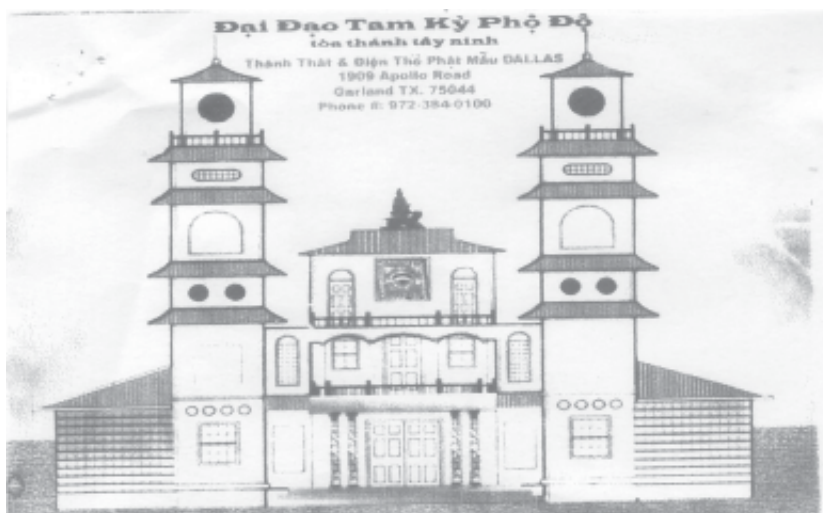 Đại Đạo Tam Kỳ Phổ Độ
tòa thánh tây ninh
Thánh Thất & Điện Thờ Phật Mẫu DALLAS
1909 Apollo Road
Garland TX. 75044
Phone #: 972-384-0100